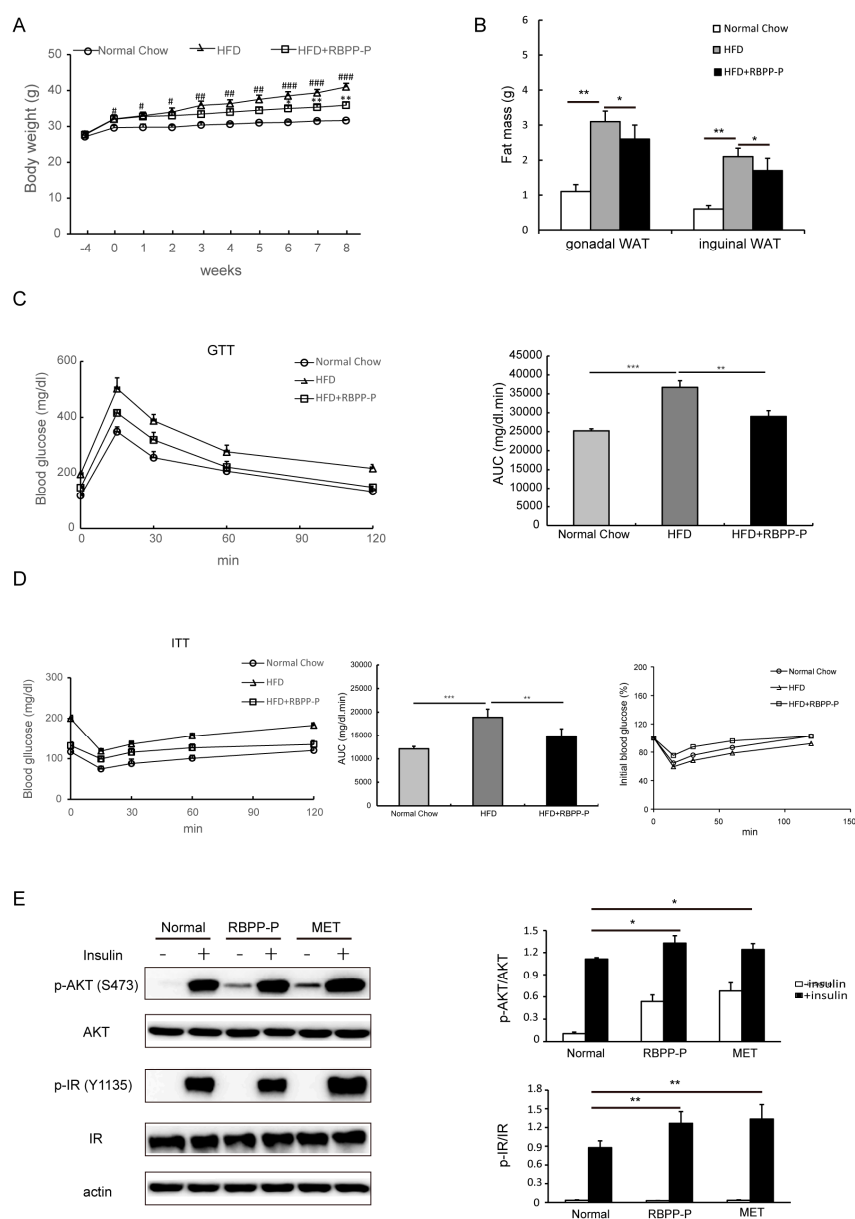 A
Normal Chow HFD HFD+RBPP-P
Body weight (g)
50
40
30
20
10
0
# # # ## ## ## ### ### ###
* ** **
-4 0 1 2 3 4 5 6 7 8
weeks
B
Normal Chow
HFD
HFD+RBPP-P
Fat mass (g)
6
5
4
3
2
1
0
** *
** *
gonadal WAT inguinal WAT
C
GTT
Normal Chow
HFD
HFD+RBPP-P
Blood glucose (mg/dl)
600
400
200
0
0 30 60 90 120
min
AUC (mg/dl.min)
45000
40000
35000
30000
25000
20000
15000
10000
5000
0
*** **
Normal Chow HFD HFD+RBPP-P
D
ITT
Normal Chow
HFD
HFD+RBPP-P
Blood gllucose (mg/dl)
300
200
100
0
0 30 60 90 120
min
AUC (mg/dl.min)
30000
25000
20000
15000
10000
5000
0
*** **
Normal Chow HFD HFD+RBPP-P
Normal Chow
HFD
HFD+RBPP-P
Initial blood glucose (%)
200
160
120
80
40
0
0 50 100 150
min
E
Normal RBPP-P MET
Insulin - + - + - +
p-AKT (S473)
AKT
p-IR (Y1135)
IR
actin
p-AKT/AKT
1.5
1.2
0.9
0.6
0.3
0
*
*
Normal RBPP-P MET
-insulin
+insulin
p-IR/IR
1.8
1.5
1.2
0.9
0.6
0.3
0
**
**
Normal RBPP-P MET